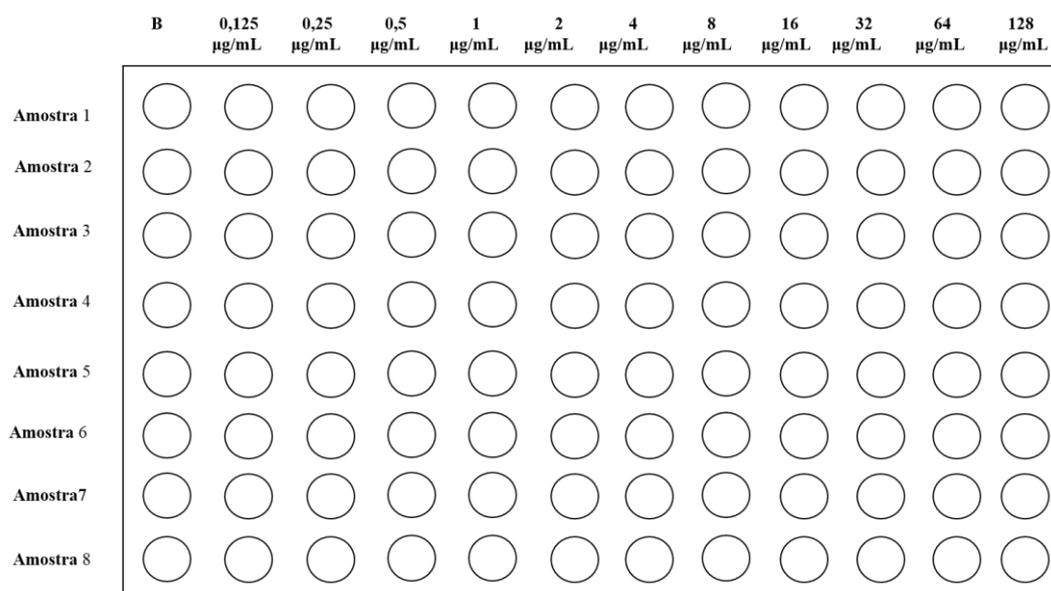 B 0,125 0,25 0,5 1 2 4 8 16 32 64 128
µg/mL µg/mL µg/mL µg/mL µg/mL µg/mL µg/mL µg/mL µg/mL µg/mL µg/mL
Amostra 1
Amostra 2
Amostra 3
Amostra 4
Amostra 5
Amostra 6
Amostra7
Amostra 8